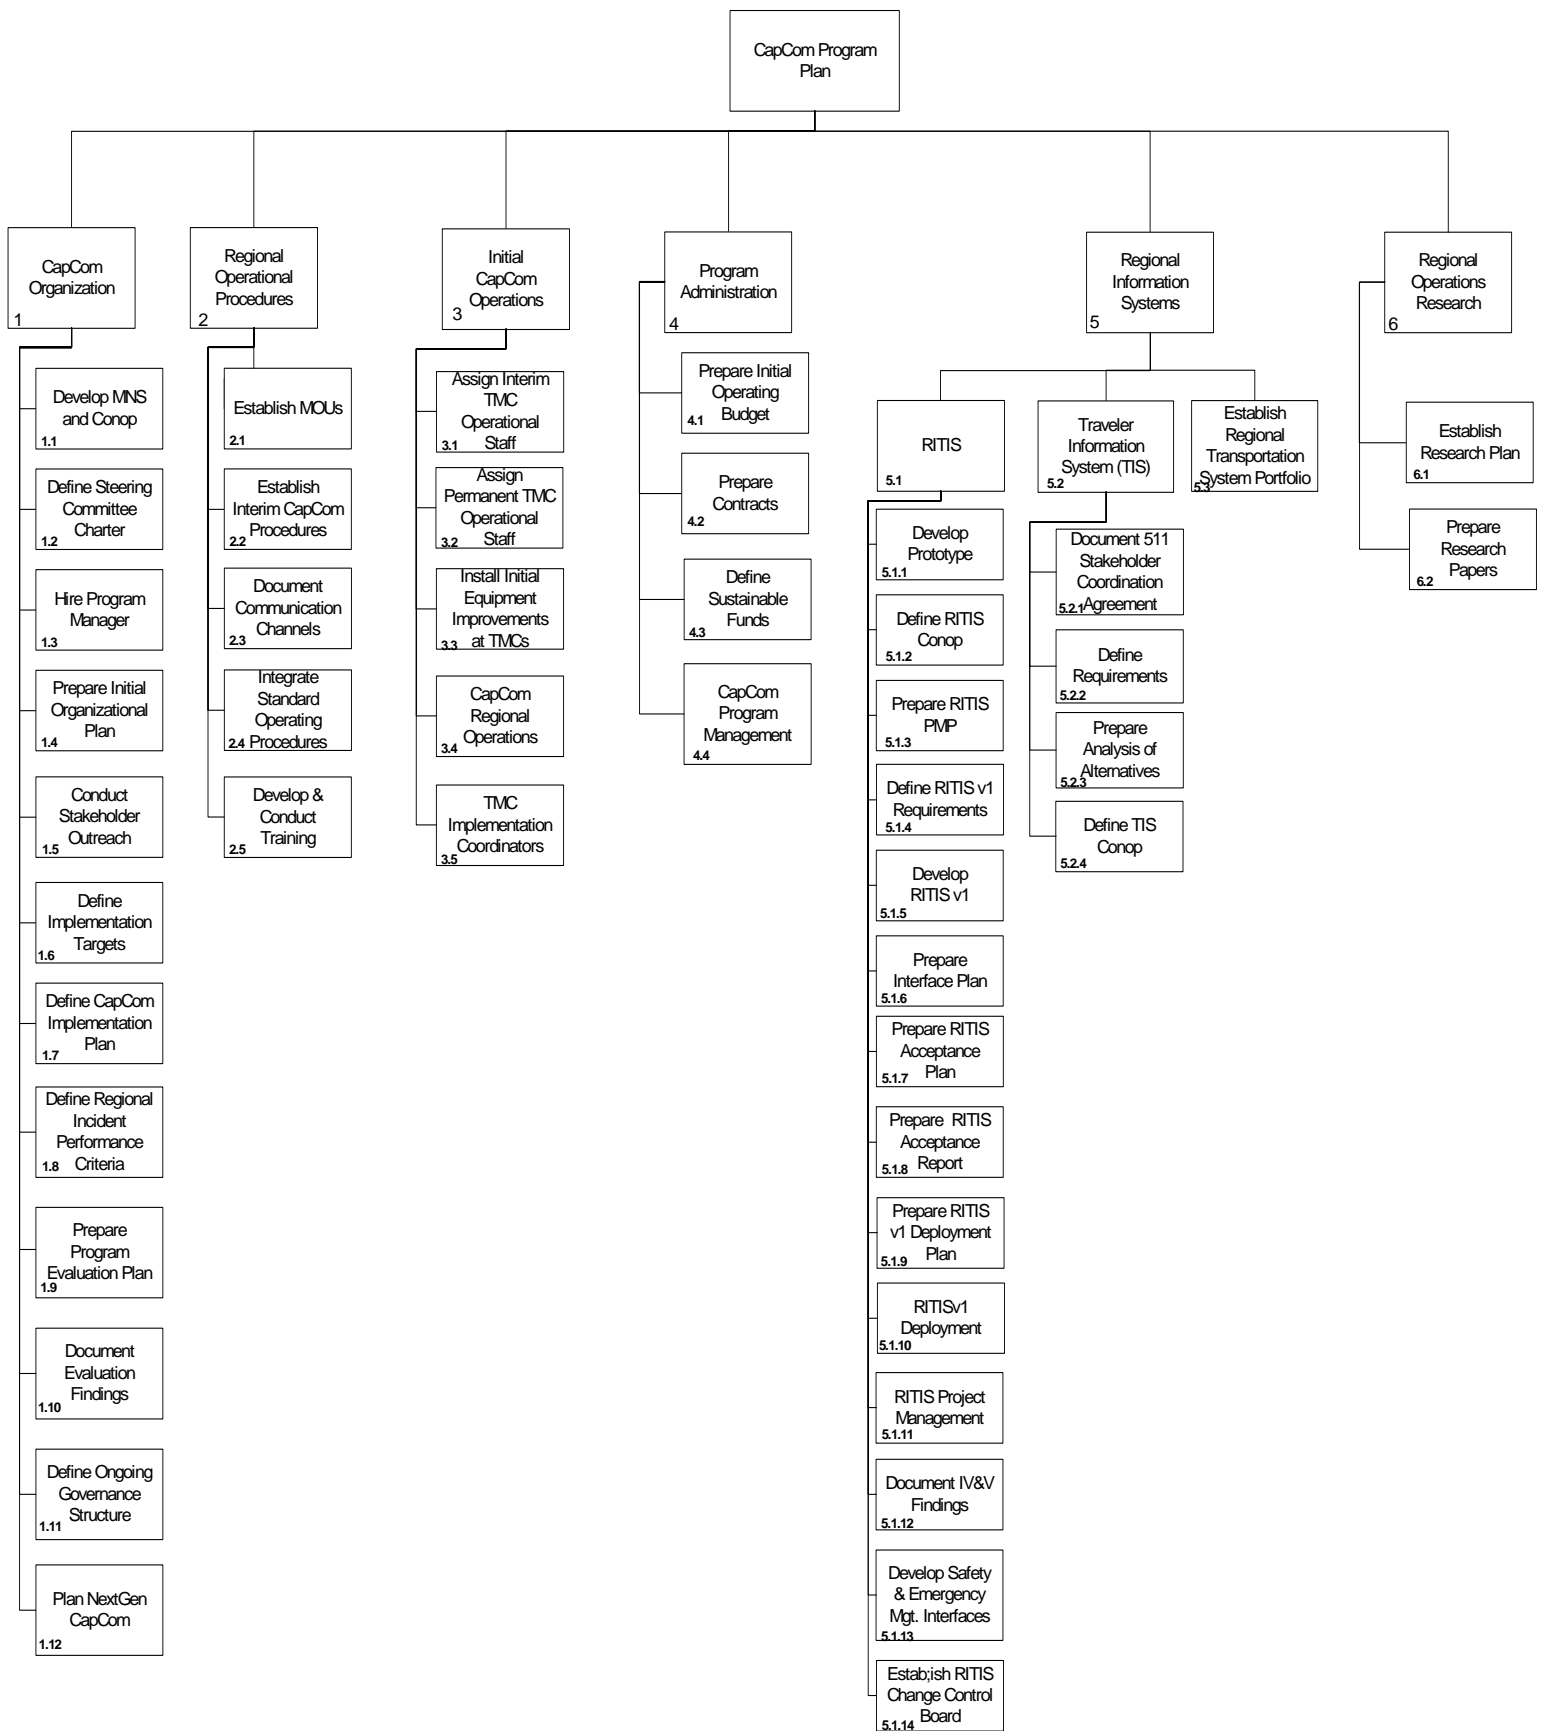 CapCom Program
Plan
CapCom
Organization
1
Regional
Operational
Procedures
2
Initial
CapCom
Operations
3
Program
Administration
4
Regional
Information
Systems
5
Regional
Operations
Research
6
Develop MNS
and Conop
1.1
Define Steering
Committee
Charter
1.2
Hire Program
Manager
1.3
Prepare Initial
Organizational
Plan
1.4
Conduct
Stakeholder
Outreach
1.5
Define
Implementation
Targets
1.6
Define CapCom
Implementation
Plan
1.7
Define Regional
Incident
Performance
Criteria
1.8
Prepare
Program
Evaluation Plan
1.9
Document
Evaluation
Findings
1.10
Define Ongoing
Governance
Structure
1.11
Plan NextGen
CapCom
1.12
Establish MOUs
2.1
Establish
Interim CapCom
Procedures
2.2
Document
Communication
Channels
2.3
Integrate
Standard
Operating
Procedures
2.4
Develop &
Conduct
Training
2.5
Assign Interim
TMC
Operational
Staff
3.1
Assign
Permanent TMC
Operational
Staff
3.2
Install Initial
Equipment
Improvements
at TMCs
3.3
CapCom
Regional
Operations
3.4
TMC
Implementation
Coordinators
3.5
Prepare Initial
Operating
Budget
4.1
Prepare
Contracts
4.2
Define
Sustainable
Funds
4.3
CapCom
Program
Management
4.4
RITIS
5.1
Develop
Prototype
5.1.1
Define RITIS
Conop
5.1.2
Prepare RITIS
PMP
5.1.3
Define RITIS v1
Requirements
5.1.4
Develop
RITIS v1
5.1.5
Prepare
Interface Plan
5.1.6
Prepare RITIS
Acceptance
Plan
5.1.7
Prepare RITIS
Acceptance
Report
5.1.8
Prepare RITIS
v1 Deployment
Plan
5.1.9
RITISv1
Deployment
5.1.10
RITIS Project
Management
5.1.11
Document IV&V
Findings
5.1.12
Develop Safety
& Emergency
Mgt. Interfaces
5.1.13
Estab;ish RITIS
Change Control
Board
5.1.14
Traveler
Information
System (TIS)
5.2
Document 511
Stakeholder
Coordination
Agreement
5.2.1
Define
Requirements
5.2.2
Prepare
Analysis of
Alternatives
5.2.3
Define TIS
Conop
5.2.4
Establish
Regional
Transportation
System Portfolio
5.3
Establish
Research Plan
6.1
Prepare
Research
Papers
6.2